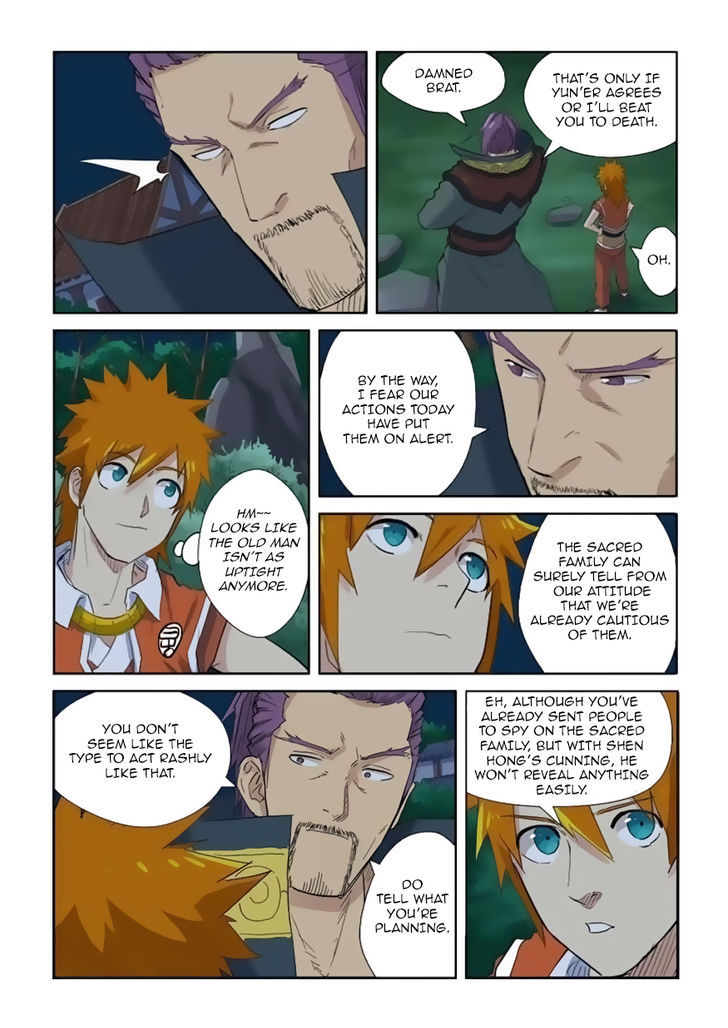 DAMNED
BRAT.
THAT'S ONLY IF
YUN'ER AGREES
OR I'LL BEAT
YOU TO DEATH.
OH.
HM~~
LOOKS LIKE
THE OLD MAN
ISN'T AS
UPTIGHT
ANYMORE.
BY THE WAY,
I FEAR OUR
ACTIONS TODAY
HAVE PUT
THEM ON ALERT.
THE SACRED
FAMILY CAN
SURELY TELL FROM
OUR ATTITUDE
THAT WE'RE
ALREADY CAUTIOUS
OF THEM.
YOU DON'T
SEEM LIKE THE
TYPE TO ACT RASHLY
LIKE THAT.
DO
TELL WHAT
YOU'RE
PLANNING.
EH, ALTHOUGH YOU'VE
ALREADY SENT PEOPLE
TO SPY ON THE SACRED
FAMILY, BUT WITH SHEN
HONG'S CUNNING, HE
WON'T REVEAL ANYTHING
EASILY.